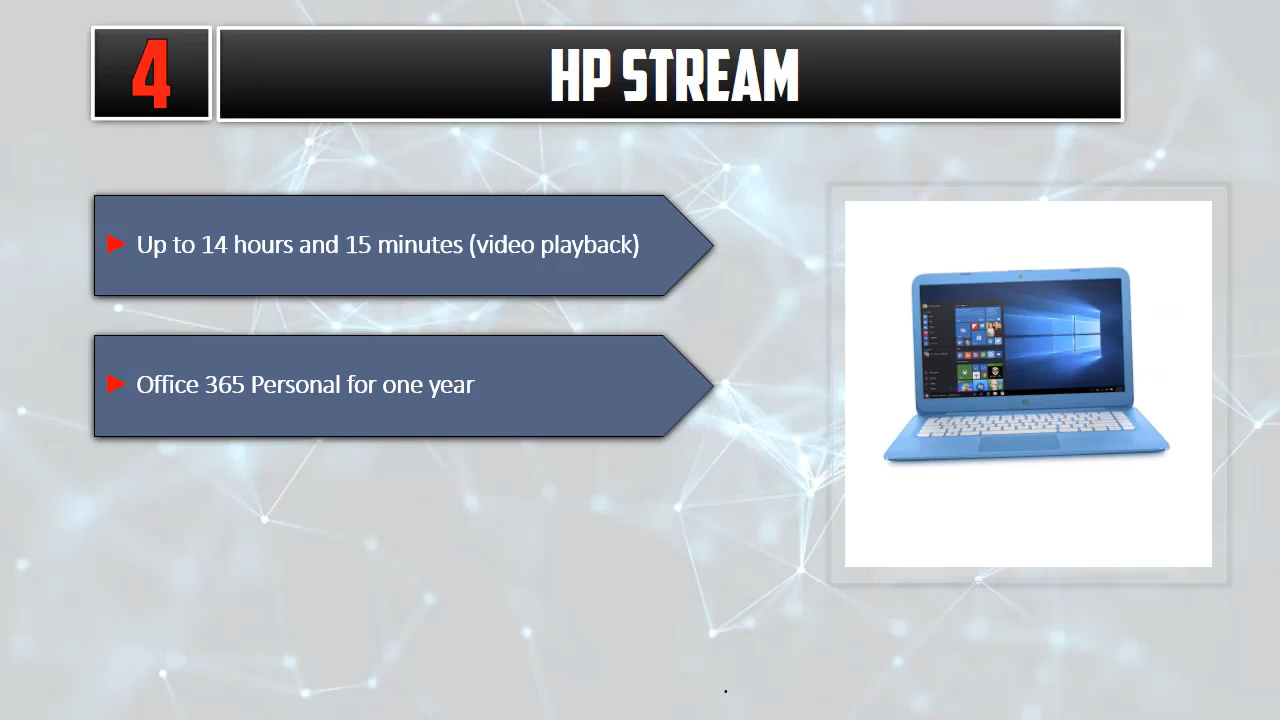 4
HP STREAM
Up to 14 hours and 15 minutes (video playback)
Office 365 Personal for one year